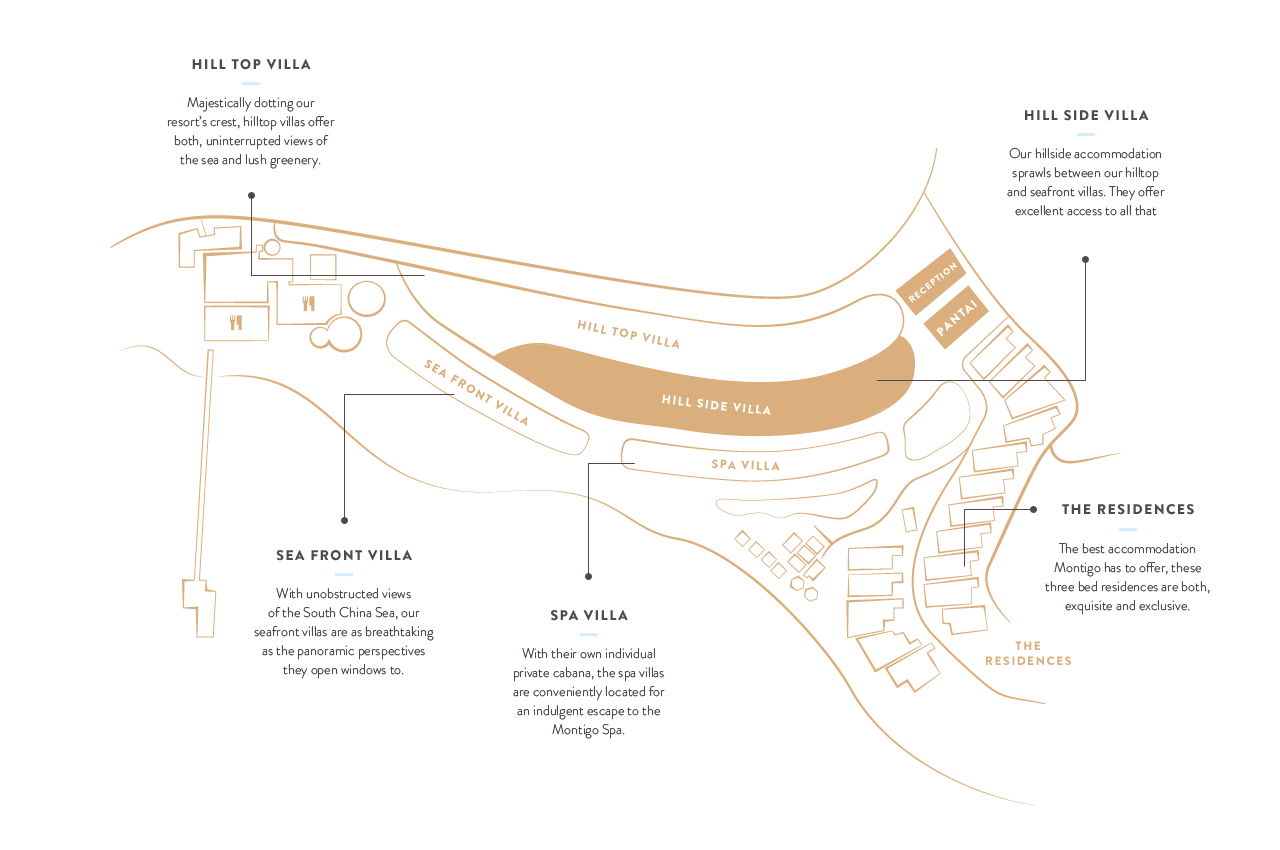 HILL TOP VILLA
Majestically dotting our
resort's crest, hilltop villas offer
both, uninterrupted views of
the sea and lush greenery.
HILL SIDE VILLA
Our hillside accommodation
sprawls between our hilltop
and seafront villas. They offer
excellent access to all that
RECEPTION
PANTAI
HILL TOP VILLA
SEA FRONT VILLA
HILL SIDE VILLA
SPA VILLA
THE RESIDENCES
The best accommodation
Montigo has to offer, these
three bed residences are both,
exquisite and exclusive.
SEA FRONT VILLA
With unobstructed views
of the South China Sea, our
seafront villas are as breathtaking
as the panoramic perspectives
they open windows to.
SPA VILLA
With their own individual
private cabana, the spa villas
are conveniently located for
an indulgent escape to the
Montigo Spa.
THE
RESIDENCES